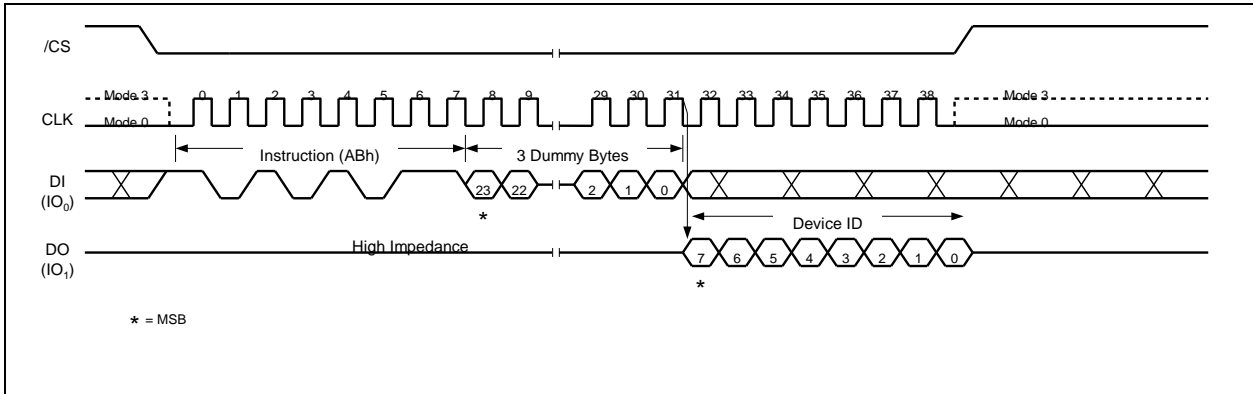 /CS
Mode 3 0 1 2 3 4 5 6 7 8 9 29 30 31 32 33 34 35 36 37 38 Mode 3
CLK Mode 0 Mode 0
Instruction (ABh) 3 Dummy Bytes
DI
(IO0)
23 22 2 1 0
*
Device ID
High Impedance
DO
(IO1)
7 6 5 4 3 2 1 0
*
* = MSB